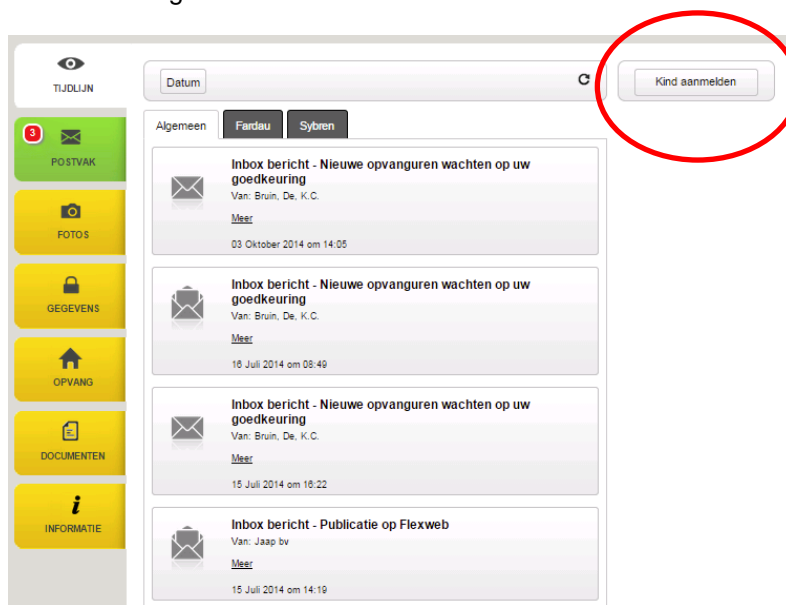 TIJDLIJN
3
POSTVAK
FOTOS
GEGEVENS
OPVANG
DOCUMENTEN
INFORMATIE
Datum
Kind aanmelden
Algemeen Fardau Sybren
Inbox bericht - Nieuwe opvanguren wachten op uw
goedkeuring
Van: Bruin, De, K.C.
Meer
03 Oktober 2014 om 14:05
Inbox bericht - Nieuwe opvanguren wachten op uw
goedkeuring
Van: Bruin, De, K.C.
Meer
16 Juli 2014 om 08:49
Inbox bericht - Nieuwe opvanguren wachten op uw
goedkeuring
Van: Bruin, De, K.C.
Meer
15 Juli 2014 om 16:22
Inbox bericht - Publicatie op Flexweb
Van: Jaap bv
Meer
15 Juli 2014 om 14:19